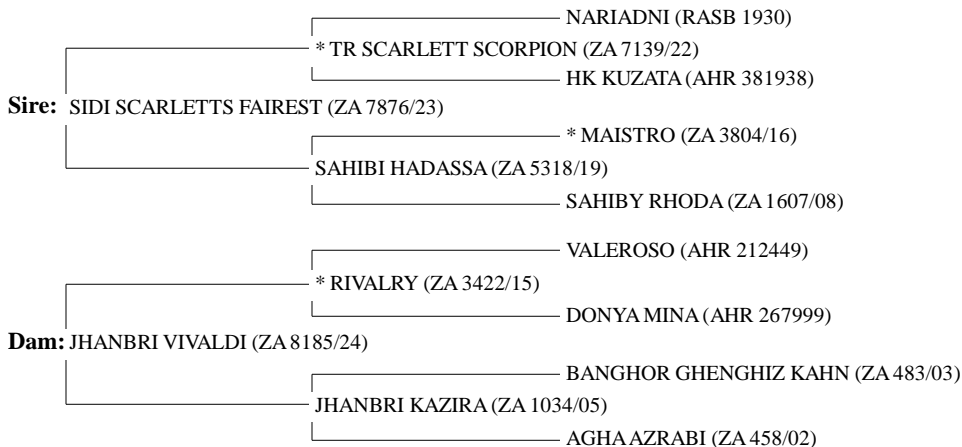 NARIADNI (RASB 1930)
* TR SCARLETT SCORPION (ZA 7139/22)
HK KUZATA (AHR 381938)
Sire: SIDI SCARLETTS FAIREST (ZA 7876/23)
* MAISTRO (ZA 3804/16)
SAHIBI HADASSA (ZA 5318/19)
SAHIBY RHODA (ZA 1607/08)
VALEROSO (AHR 212449)
* RIVALRY (ZA 3422/15)
DONYA MINA (AHR 267999)
Dam: JHANBRI VIVALDI (ZA 8185/24)
BANGHOR GHENGHIZ KAHN (ZA 483/03)
JHANBRI KAZIRA (ZA 1034/05)
AGHA AZRABI (ZA 458/02)